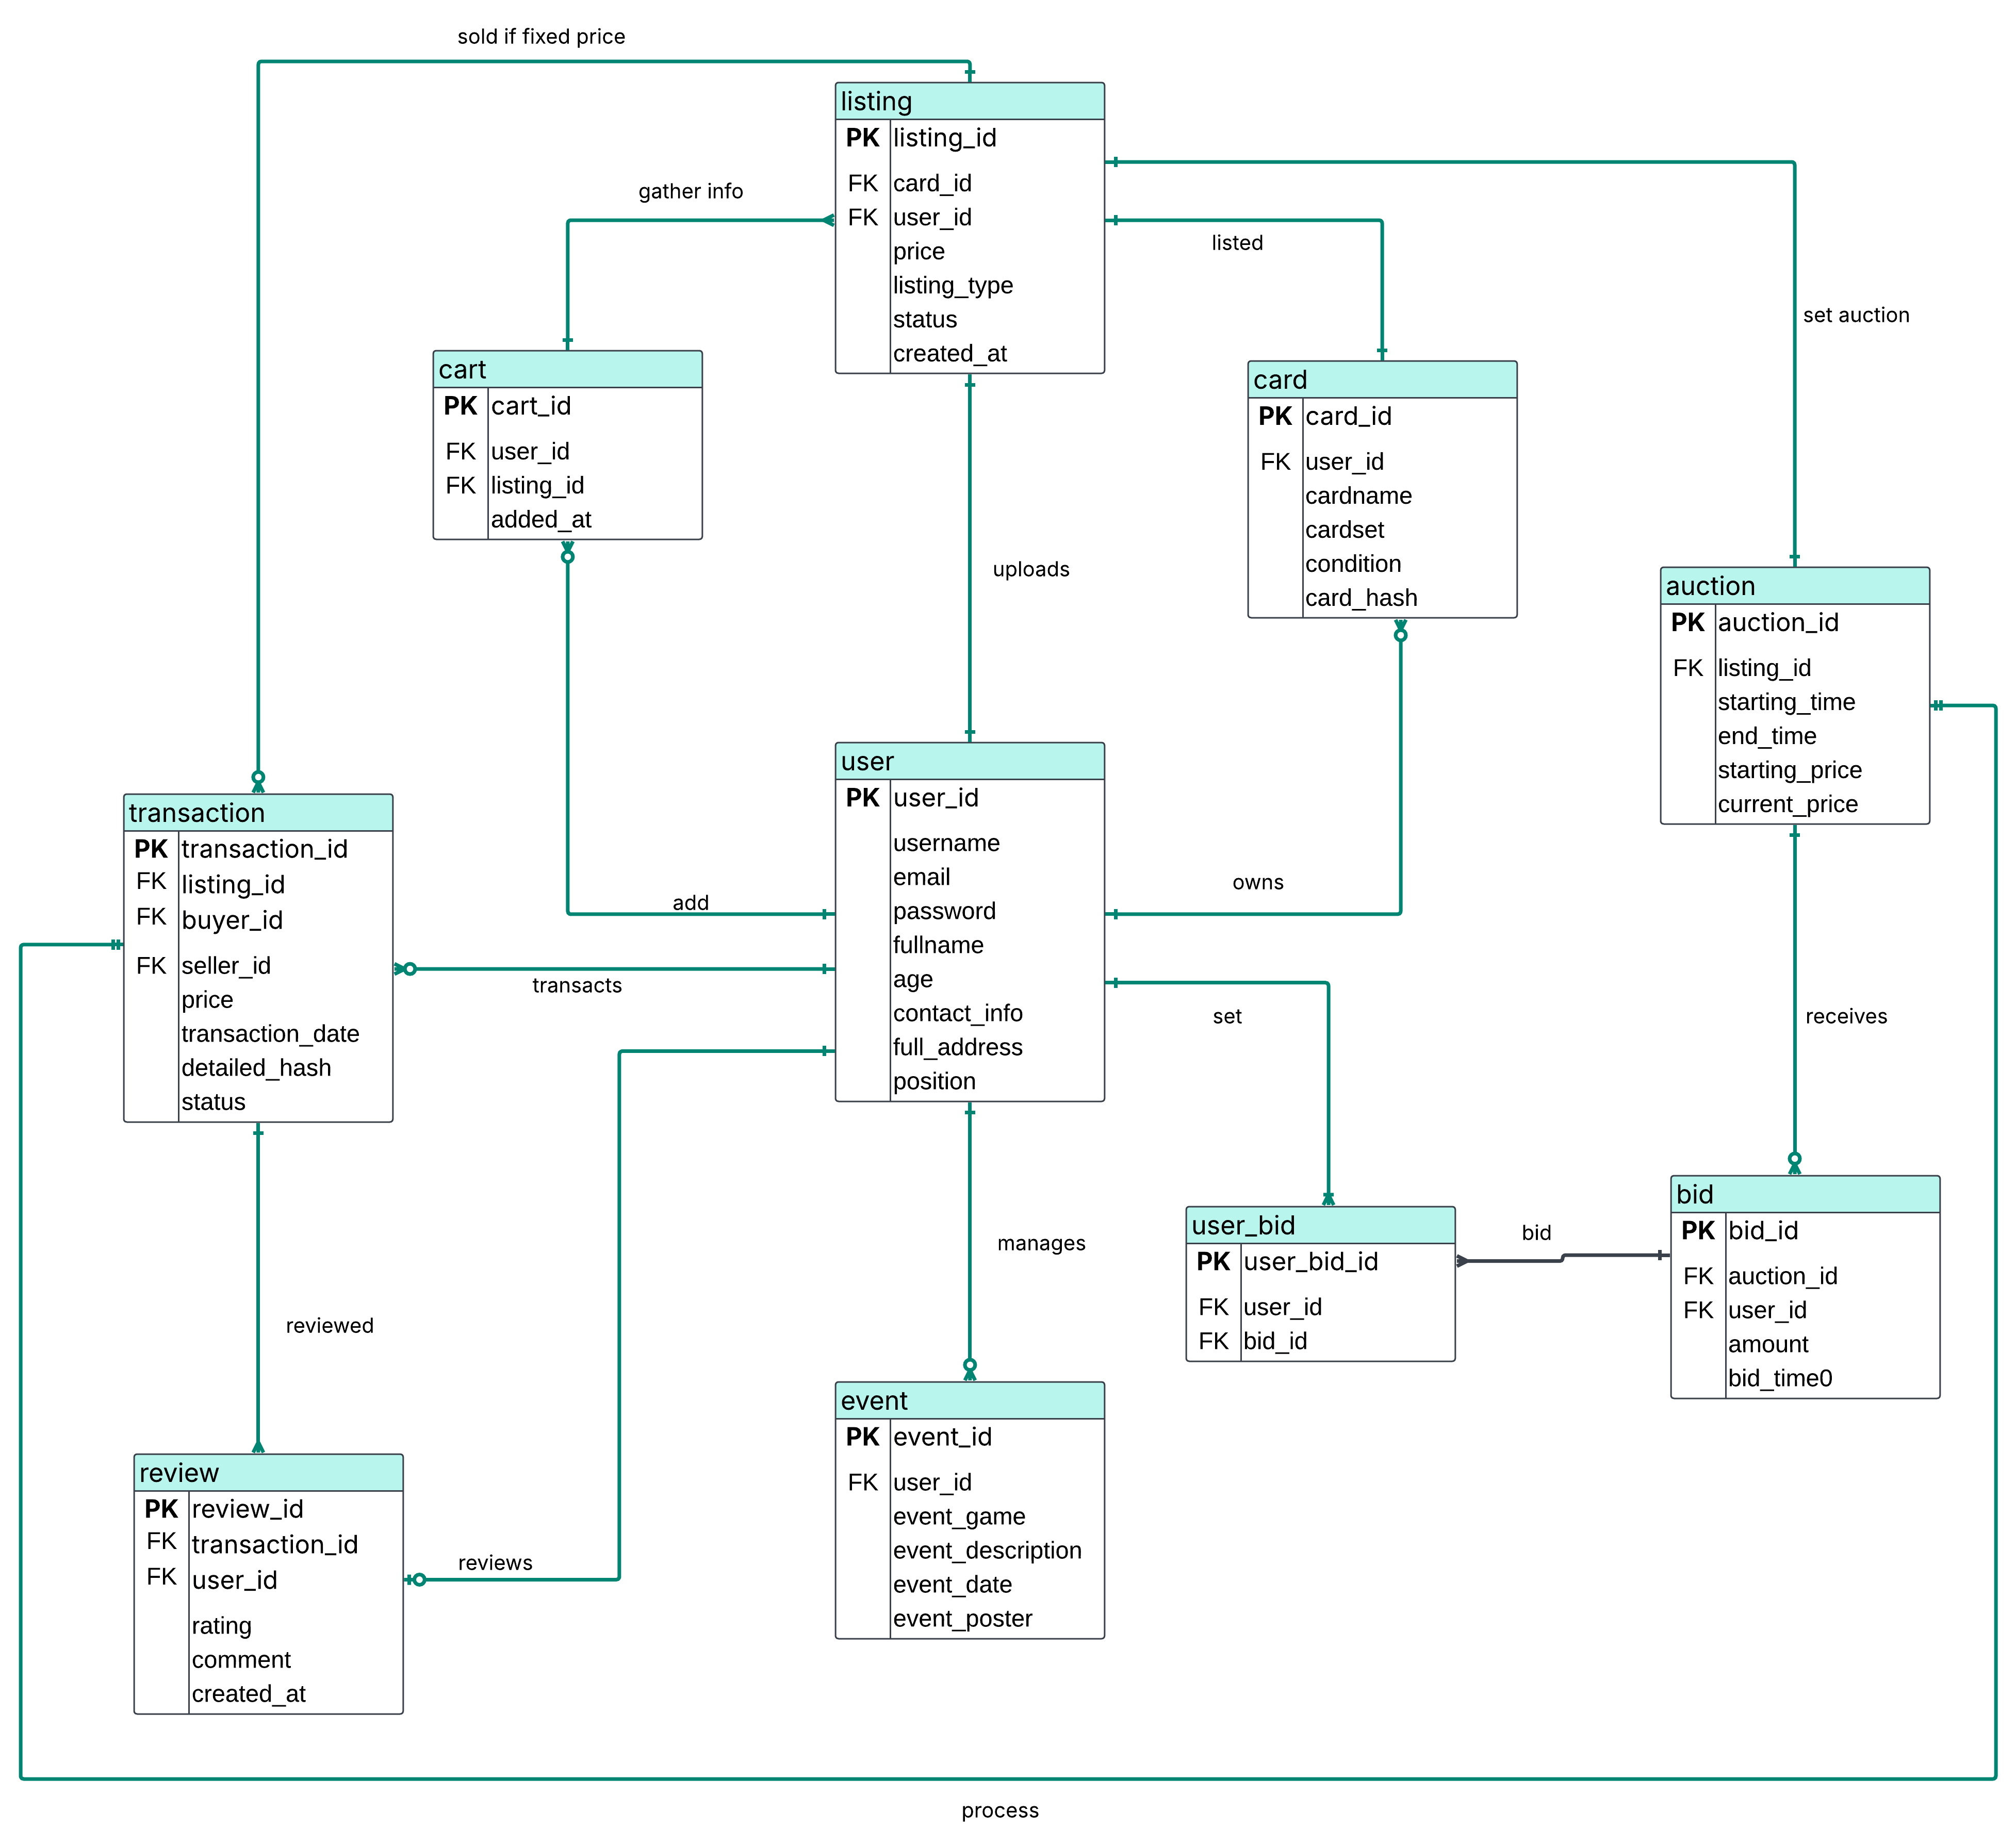 sold if fixed price
listing
PK listing_id
FK card_id
FK user_id
price
listing_type
status
created_at
gather info
listed
set auction
cart
PK cart_id
FK user_id
FK listing_id
added_at
card
PK card_id
FK user_id
cardname
cardset
condition
card_hash
uploads
auction
PK auction_id
FK listing_id
starting_time
end_time
starting_price
current_price
user
PK user_id
username
email
password
fullname
age
contact_info
full_address
position
transaction
PK transaction_id
FK listing_id
FK buyer_id
FK seller_id
price
transaction_date
detailed_hash
status
add
owns
transacts
set
receives
manages
reviewed
user_bid
PK user_bid_id
FK user_id
FK bid_id
bid
bid
PK bid_id
FK auction_id
FK user_id
amount
bid_time0
event
PK event_id
FK user_id
event_game
event_description
event_date
event_poster
review
PK review_id
FK transaction_id
FK user_id
rating
comment
created_at
reviews
process